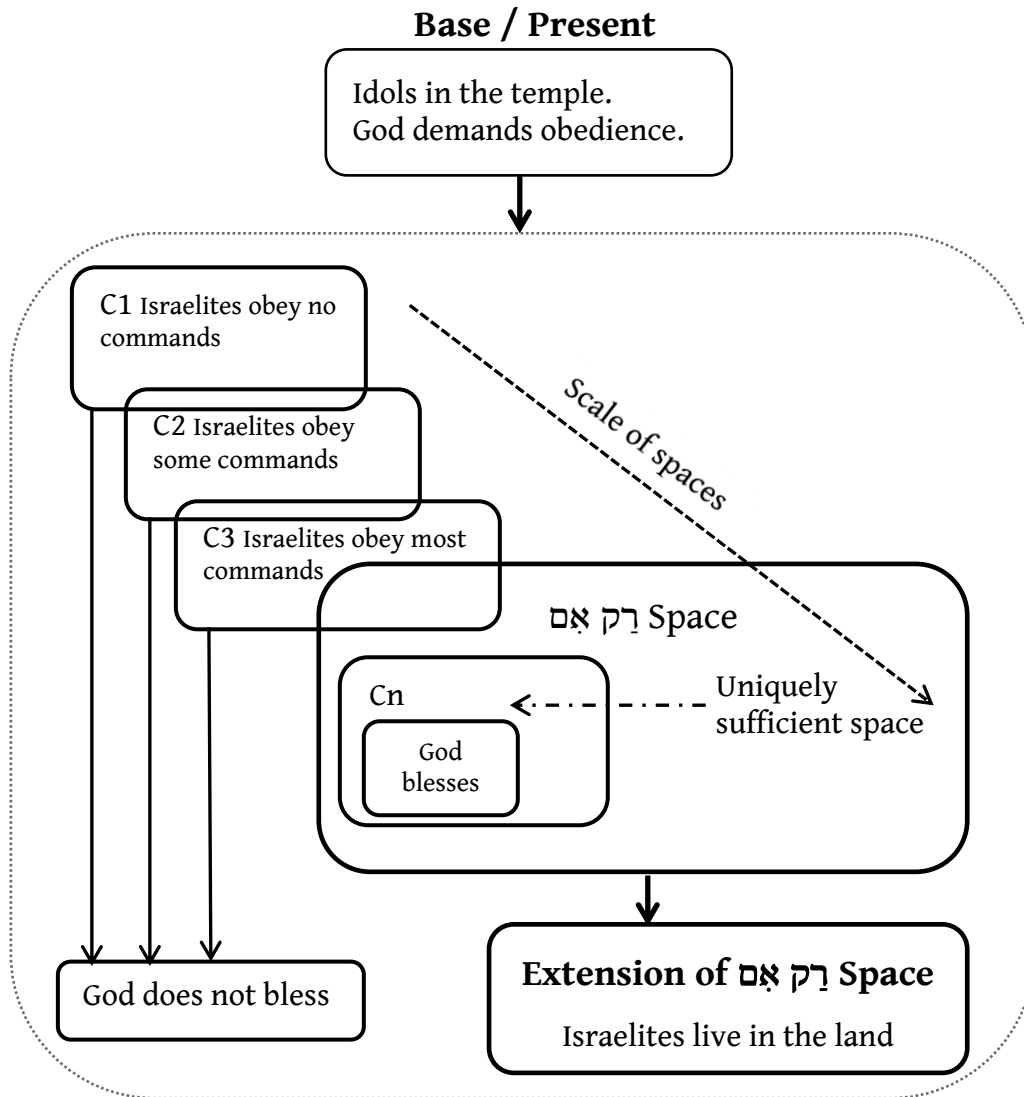 Base / Present
Idols in the temple.
God demands obedience.
C1 Israelites obey no
commands
C2 Israelites obey
some commands
Scale of spaces
C3 Israelites obey most
commands
רַק אִם Space
Cn
Uniquely
sufficient space
God
blesses
God does not bless
Extension of רַק אִם Space
Israelites live in the land